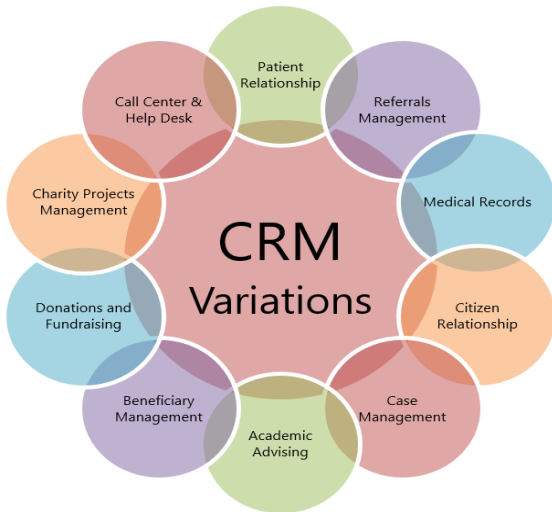 Patient
Relationship
Referrals
Management
Medical Records
Citizen
Relationship
Case
Management
Academic
Advising
Beneficiary
Management
Donations and
Fundraising
Charity Projects
Management
Call Center &
Help Desk
CRM
Variations